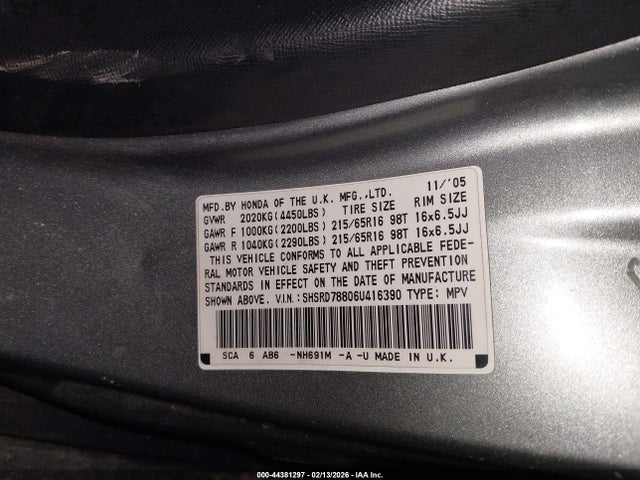 MFD.BY HONDA OF THE U.K. MFG.,LTD. 11/'05
GVWR 2020KG(4450LBS) TIRE SIZE RIM SIZE
GAWR F 1000KG(2200LBS) 215/65R16 98T 16x6.5JJ
GAWR R 1040KG(2290LBS) 215/65R16 98T 16x6.5JJ
THIS VEHICLE CONFORMS TO ALL APPLICABLE FEDE-
RAL MOTOR VEHICLE SAFETY AND THEFT PREVENTION
STANDARDS IN EFFECT ON THE DATE OF MANUFACTURE
SHOWN ABOVE. V.I.N.:SHSRD78806U416390 TYPE: MPV
SCA 6 AB6 -NH691M -A -U MADE IN U.K.
000-44381297 - 02/13/2026 - IAA Inc.